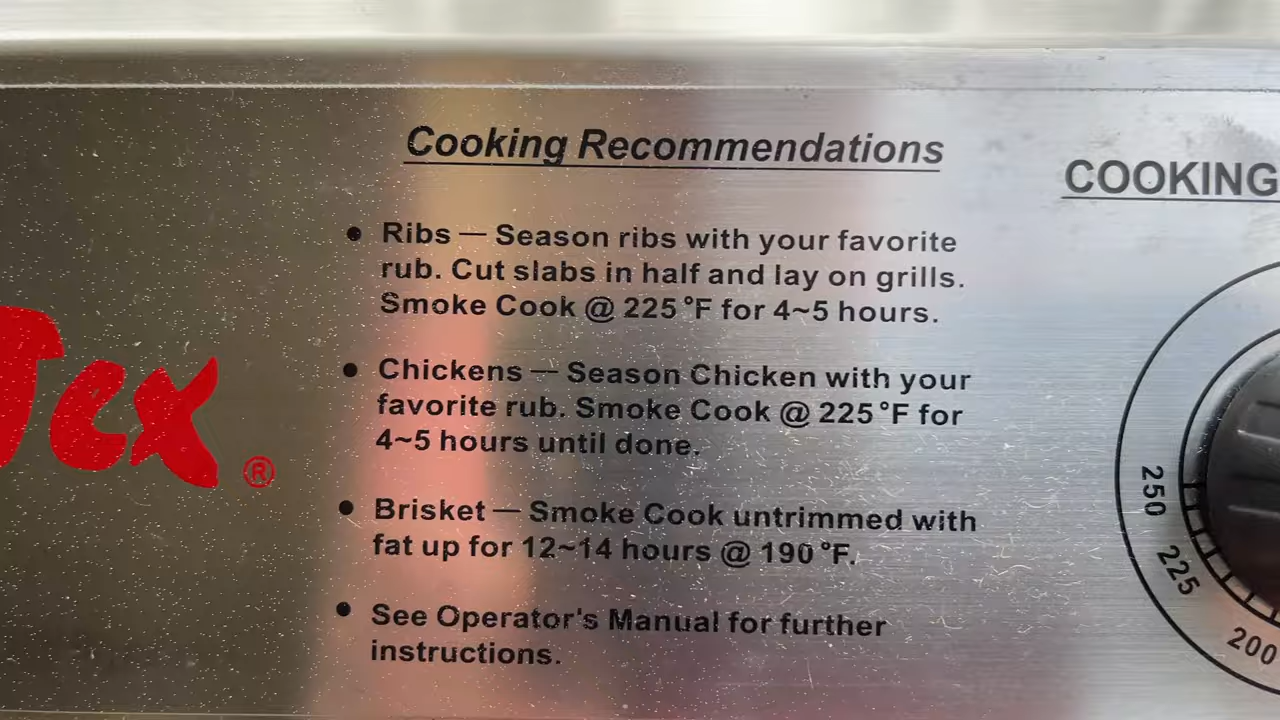 Cooking Recommendations
• Ribs — Season ribs with your favorite
rub. Cut slabs in half and lay on grills.
Smoke Cook @ 225°F for 4~5 hours.
• Chickens — Season Chicken with your
favorite rub. Smoke Cook @ 225°F for
4~5 hours until done.
• Brisket — Smoke Cook untrimmed with
fat up for 12~14 hours @ 190°F.
• See Operator's Manual for further
instructions.
Tex®
COOKING
250
225
200